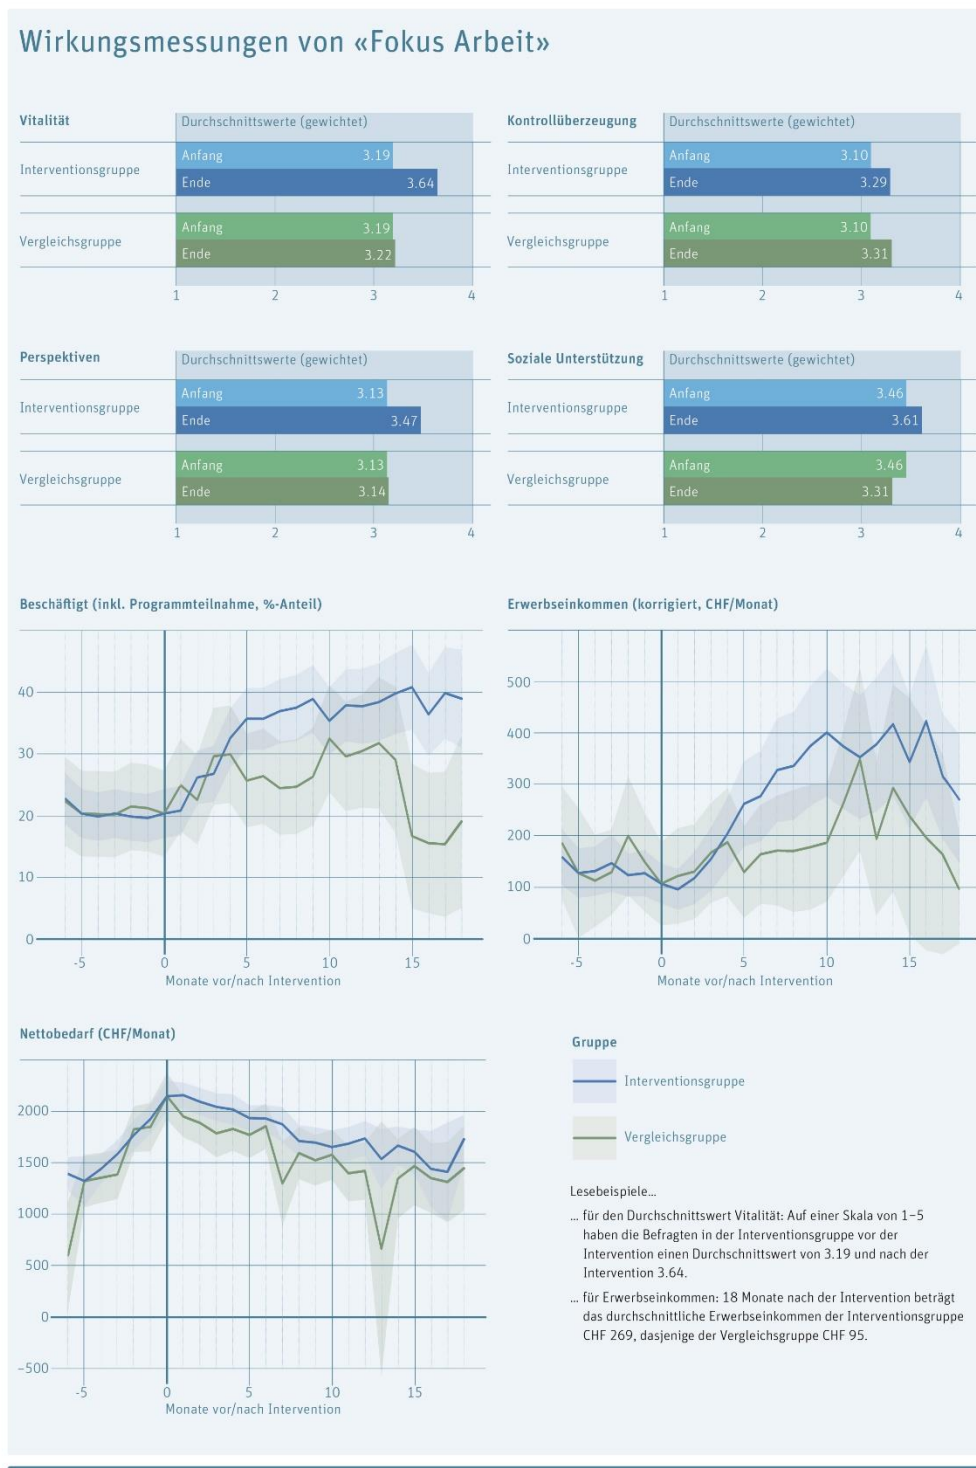 Wirkungsmessungen von «Fokus Arbeit»
Vitalität
Durchschnittswerte (gewichtet)
Interventionsgruppe
Anfang 3.19
Ende 3.64
Vergleichsgruppe
Anfang 3.19
Ende 3.22
1 2 3 4
Kontrollüberzeugung
Durchschnittswerte (gewichtet)
Interventionsgruppe
Anfang 3.10
Ende 3.29
Vergleichsgruppe
Anfang 3.10
Ende 3.31
1 2 3 4
Perspektiven
Durchschnittswerte (gewichtet)
Interventionsgruppe
Anfang 3.13
Ende 3.47
Vergleichsgruppe
Anfang 3.13
Ende 3.14
1 2 3 4
Soziale Unterstützung
Durchschnittswerte (gewichtet)
Interventionsgruppe
Anfang 3.46
Ende 3.61
Vergleichsgruppe
Anfang 3.46
Ende 3.31
1 2 3 4
Beschäftigt (inkl. Programmteilnahme, %-Anteil)
40
30
20
10
0
-5 0 5 10 15
Monate vor/nach Intervention
Erwerbseinkommen (korrigiert, CHF/Monat)
500
400
300
200
100
0
-5 0 5 10 15
Monate vor/nach Intervention
Nettobedarf (CHF/Monat)
2000
1500
1000
500
0
−500
-5 0 5 10 15
Monate vor/nach Intervention
Gruppe
Interventionsgruppe
Vergleichsgruppe
Lesebeispiele...
... für den Durchschnittswert Vitalität: Auf einer Skala von 1–5
haben die Befragten in der Interventionsgruppe vor der
Intervention einen Durchschnittswert von 3.19 und nach der
Intervention 3.64.
... für Erwerbseinkommen: 18 Monate nach der Intervention beträgt
das durchschnittliche Erwerbseinkommen der Interventionsgruppe
CHF 269, dasjenige der Vergleichsgruppe CHF 95.